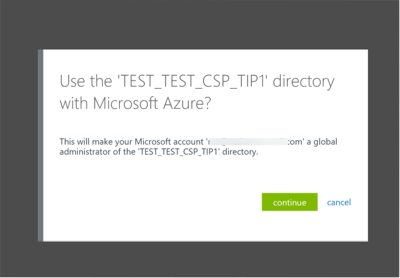 Use the 'TEST_TEST_CSP_TIP1' directory
with Microsoft Azure?
This will make your Microsoft account ' .com' a global
administrator of the 'TEST_TEST_CSP_TIP1' directory.
continue cancel